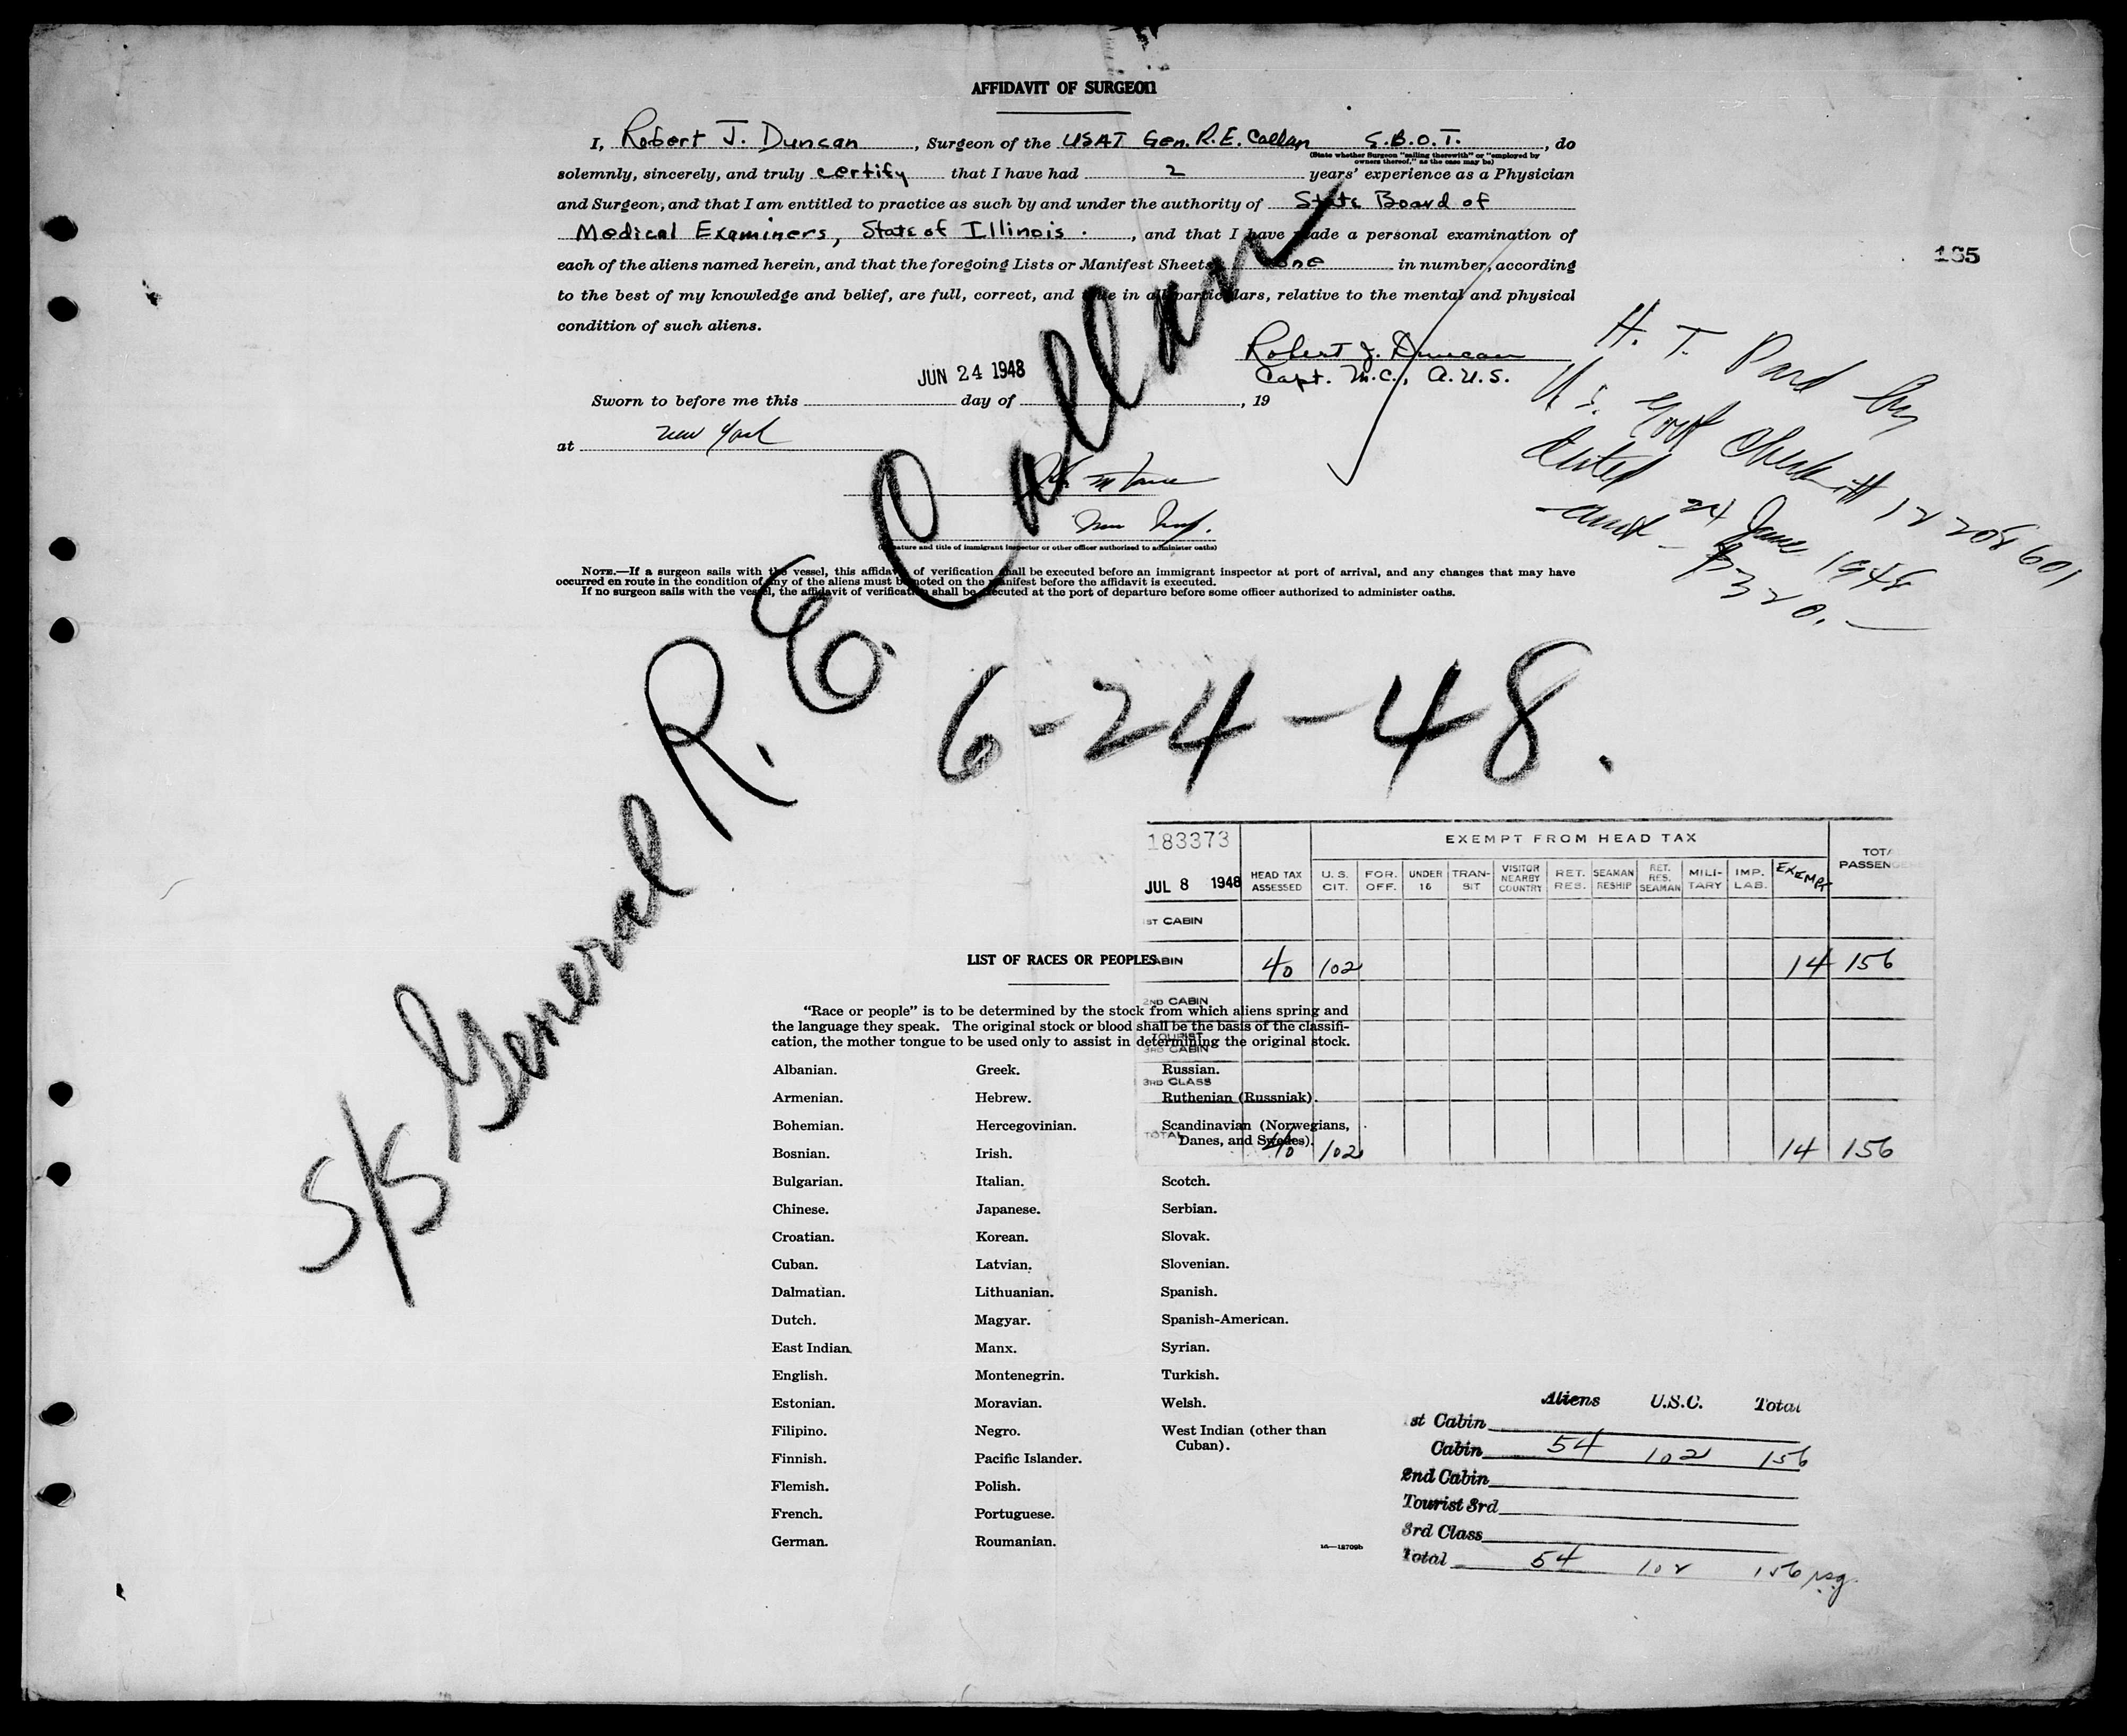 AFFIDAVIT OF SURGEON
I, Robert J. Duncan, Surgeon of the USAT Gen. R.E. Callan S.B.O.T., do
(State whether Surgeon "sailing therewith" or "employed by
owners thereof," as the case may be)
solemnly, sincerely, and truly certify that I have had 2 years' experience as a Physician
and Surgeon, and that I am entitled to practice as such by and under the authority of State Board of
Medical Examiners, State of Illinois., and that I have made a personal examination of
each of the aliens named herein, and that the foregoing Lists or Manifest Sheets one in number, according
to the best of my knowledge and belief, are full, correct, and true in all particulars, relative to the mental and physical
condition of such aliens.
Robert J. Duncan
Capt. M.C., A.U.S.
JUN 24 1948
Sworn to before me this day of , 19
at New York
(Signature and title of immigrant inspector or other officer authorized to administer oaths)
NOTE.—If a surgeon sails with the vessel, this affidavit of verification shall be executed before an immigrant inspector at port of arrival, and any changes that may have
occurred en route in the condition of any of the aliens must be noted on the manifest before the affidavit is executed.
If no surgeon sails with the vessel, the affidavit of verification shall be executed at the port of departure before some officer authorized to administer oaths.
185
H. T. Paid by
U.S. Govt Check # 12208601
dated 24 June 1948
amt - $320.—
S/S General R. E. Callan
6-24-48.
183373
JUL 8 1948
EXEMPT FROM HEAD TAX
HEAD TAX ASSESSED U.S. CIT. FOR. OFF. UNDER 16 TRANSIT VISITOR NEARBY COUNTRY RET. RES. SEAMAN RESHIP RET. RES. SEAMAN MILITARY IMP. LAB. EXEMPT TOTA PASSEN
1ST CABIN
CABIN 40 102 14 156
2ND CABIN
TOURIST
3RD CABIN
3RD CLASS
TOTAL 40 102 14 156
LIST OF RACES OR PEOPLES
"Race or people" is to be determined by the stock from which aliens spring and
the language they speak. The original stock or blood shall be the basis of the classifi-
cation, the mother tongue to be used only to assist in determining the original stock.
Albanian.
Armenian.
Bohemian.
Bosnian.
Bulgarian.
Chinese.
Croatian.
Cuban.
Dalmatian.
Dutch.
East Indian.
English.
Estonian.
Filipino.
Finnish.
Flemish.
French.
German.
Greek.
Hebrew.
Hercegovinian.
Irish.
Italian.
Japanese.
Korean.
Latvian.
Lithuanian.
Magyar.
Manx.
Montenegrin.
Moravian.
Negro.
Pacific Islander.
Polish.
Portuguese.
Roumanian.
Russian.
Ruthenian (Russniak).
Scandinavian (Norwegians,
Danes, and Swedes).
Scotch.
Serbian.
Slovak.
Slovenian.
Spanish.
Spanish-American.
Syrian.
Turkish.
Welsh.
West Indian (other than
Cuban).
16—18709b
Aliens U.S.C. Total
1st Cabin
Cabin 54 102 156
2nd Cabin
Tourist 3rd
3rd Class
Total 54 102 156